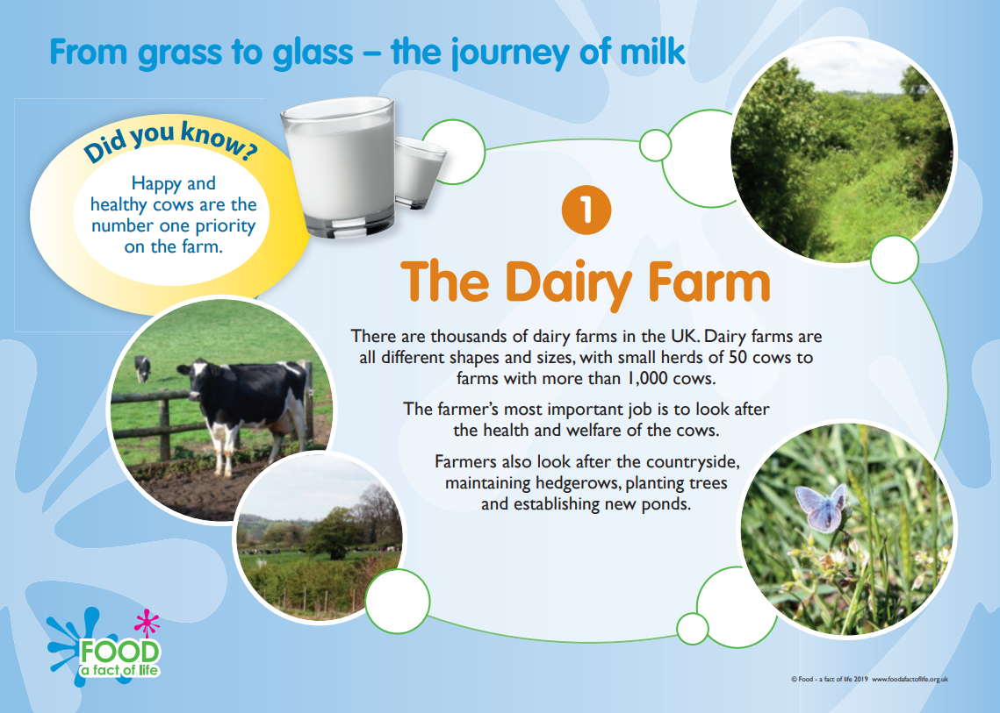 From grass to glass – the journey of milk
Did you know?
Happy and
healthy cows are the
number one priority
on the farm.
1
The Dairy Farm
There are thousands of dairy farms in the UK. Dairy farms are
all different shapes and sizes, with small herds of 50 cows to
farms with more than 1,000 cows.
The farmer's most important job is to look after
the health and welfare of the cows.
Farmers also look after the countryside,
maintaining hedgerows, planting trees
and establishing new ponds.
FOOD
a fact of life
© Food - a fact of life 2019 www.foodafactoflife.org.uk